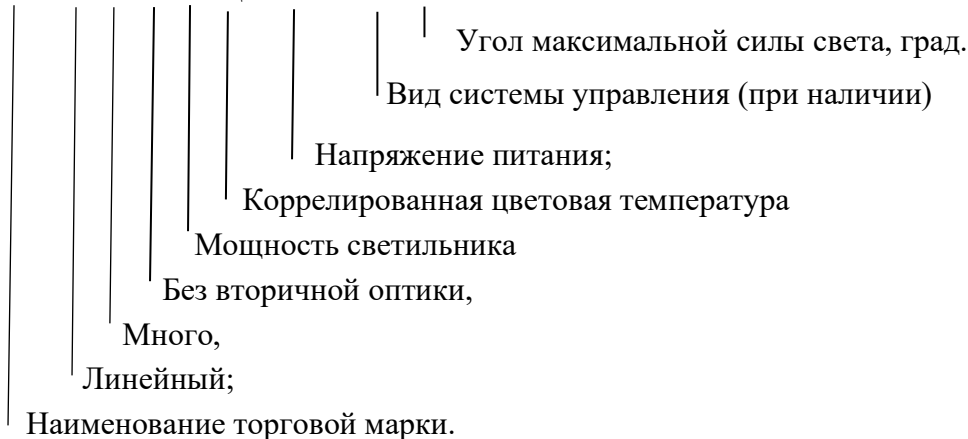 Угол максимальной силы света, град.
Вид системы управления (при наличии)
Напряжение питания;
Коррелированная цветовая температура
Мощность светильника
Без вторичной оптики,
Много,
Линейный;
Наименование торговой марки.